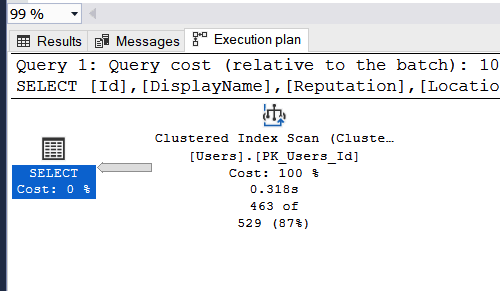 99 %
Results Messages Execution plan
Query 1: Query cost (relative to the batch): 10
SELECT [Id],[DisplayName],[Reputation],[Locatio
Clustered Index Scan (Cluste…
[Users].[PK_Users_Id]
Cost: 100 %
0.318s
463 of
529 (87%)
SELECT
Cost: 0 %